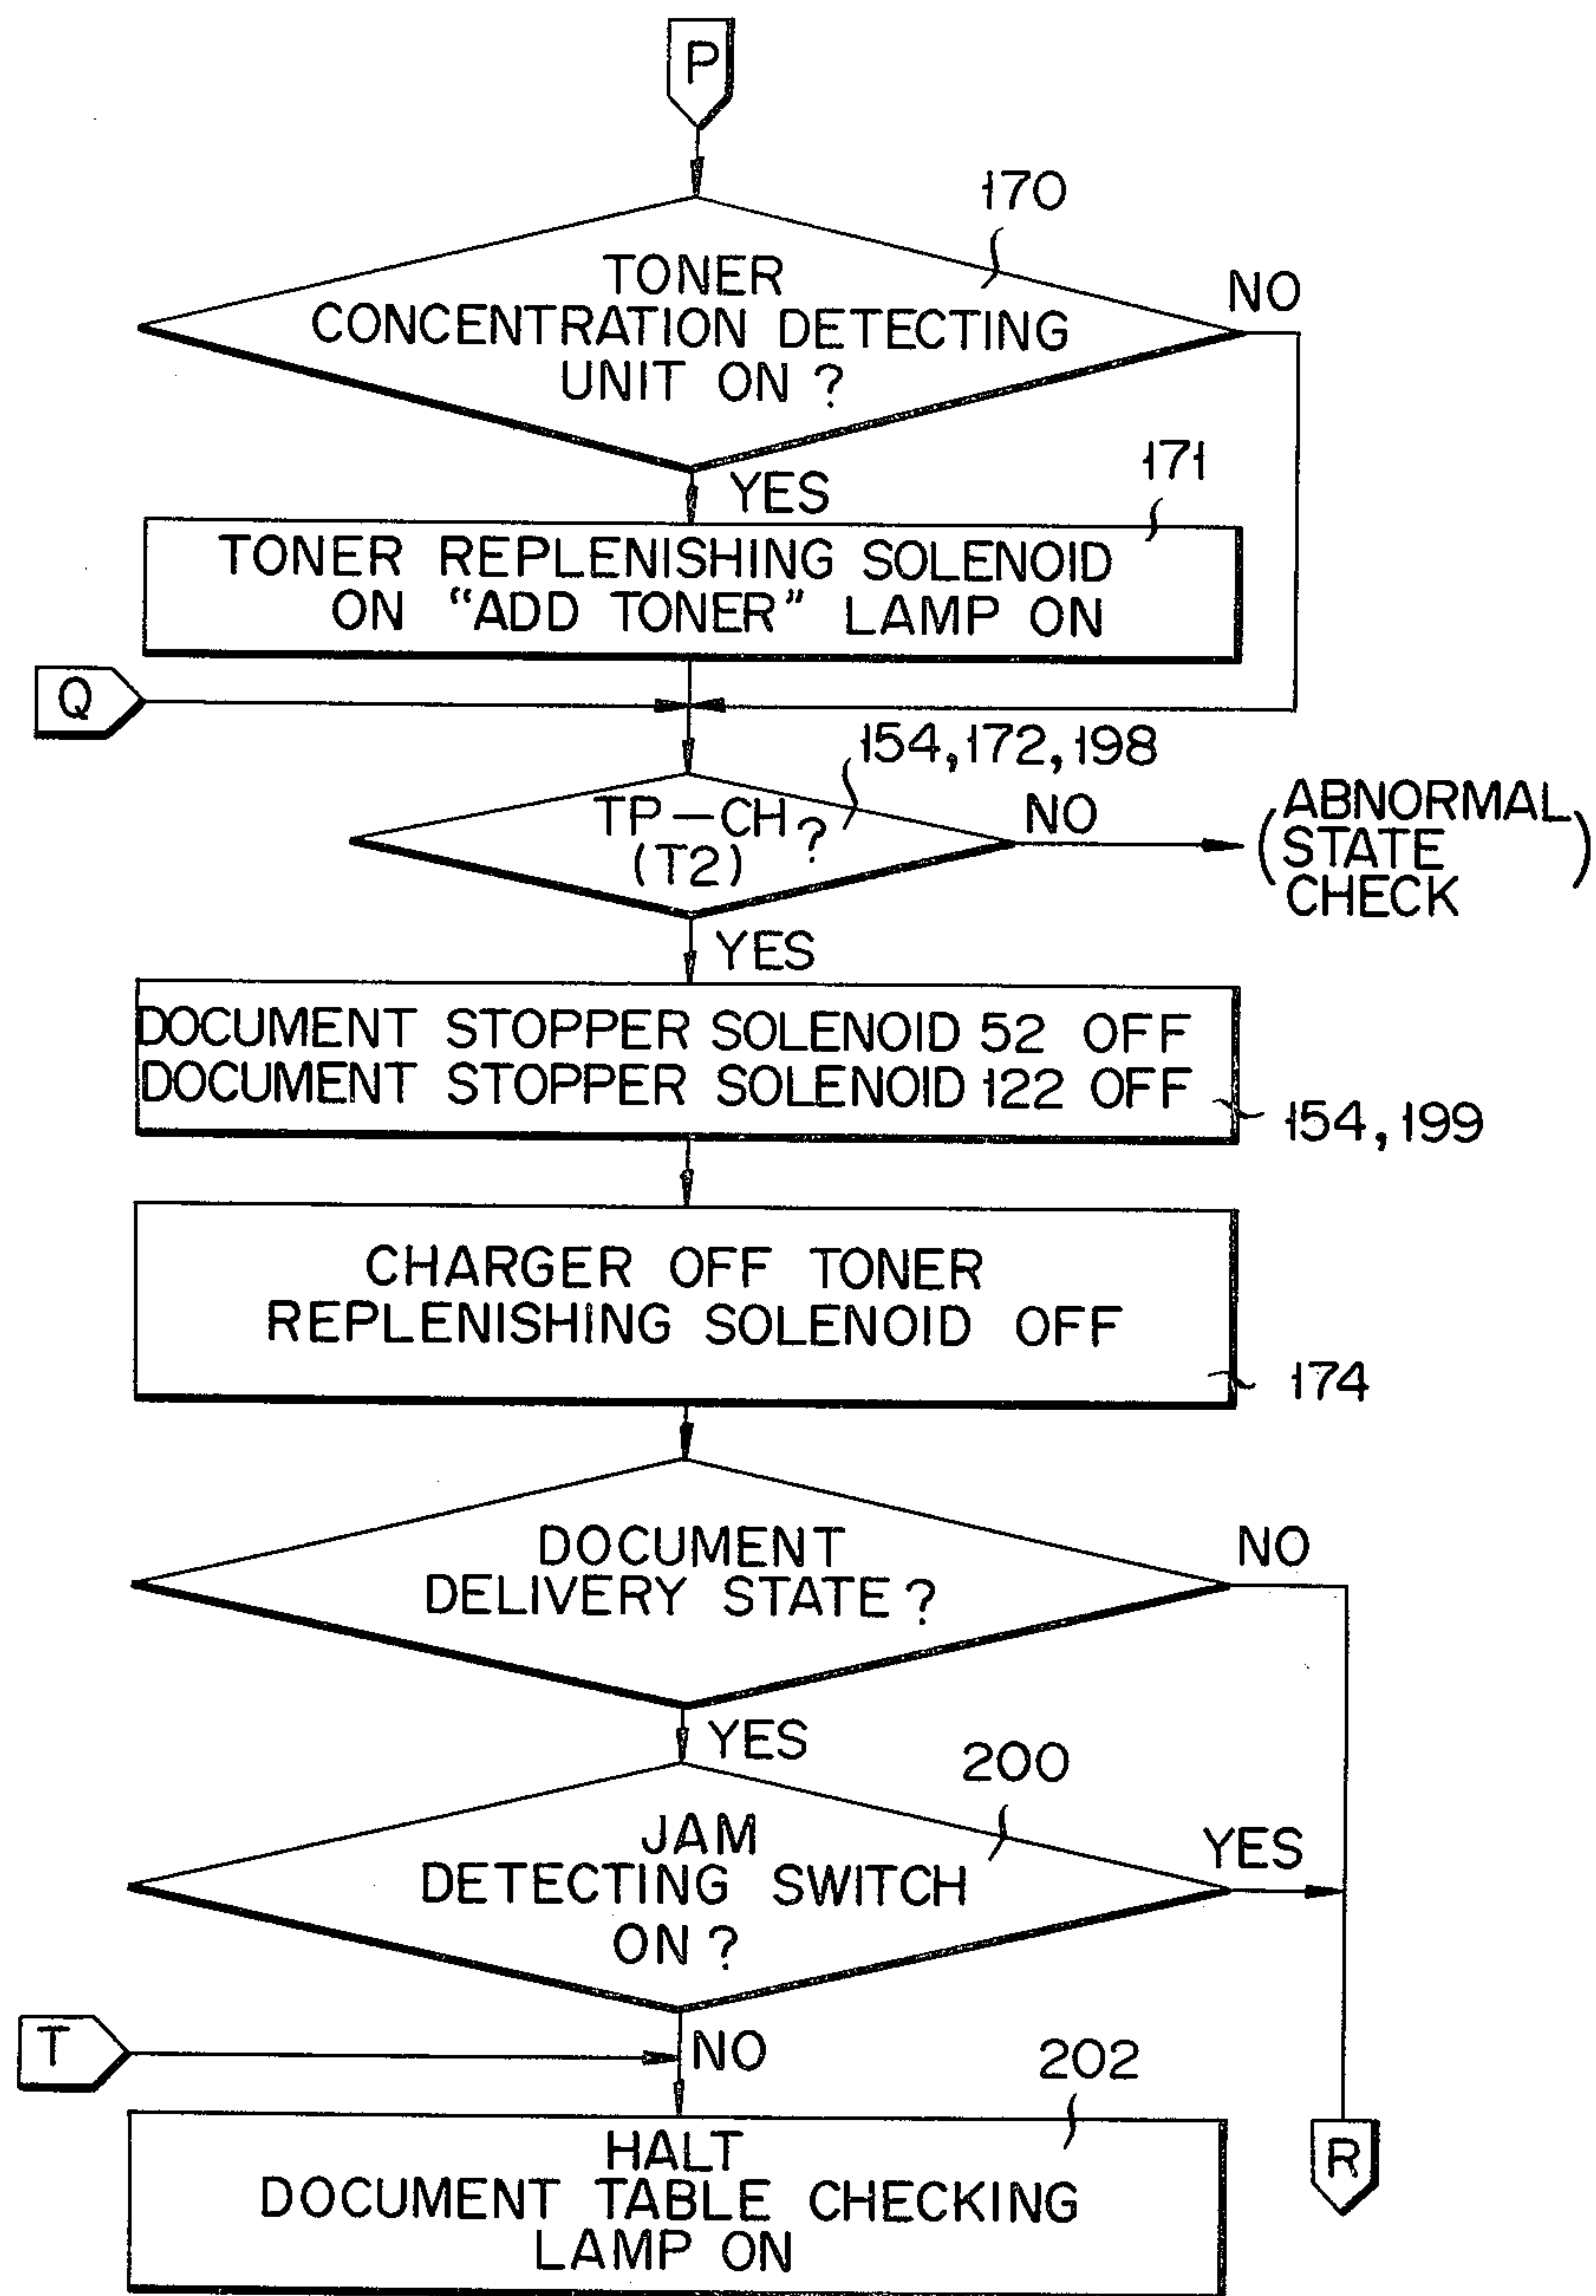 P
170
TONER
CONCENTRATION DETECTING
UNIT ON ?
NO
YES
171
TONER REPLENISHING SOLENOID
ON "ADD TONER" LAMP ON
Q
154,172,198
TP-CH ?
(T2)
NO
(ABNORMAL
STATE
CHECK)
YES
DOCUMENT STOPPER SOLENOID 52 OFF
DOCUMENT STOPPER SOLENOID 122 OFF
154,199
CHARGER OFF TONER
REPLENISHING SOLENOID OFF
174
DOCUMENT
DELIVERY STATE ?
NO
YES
200
JAM
DETECTING SWITCH
ON ?
YES
T
NO
202
HALT
DOCUMENT TABLE CHECKING
LAMP ON
R